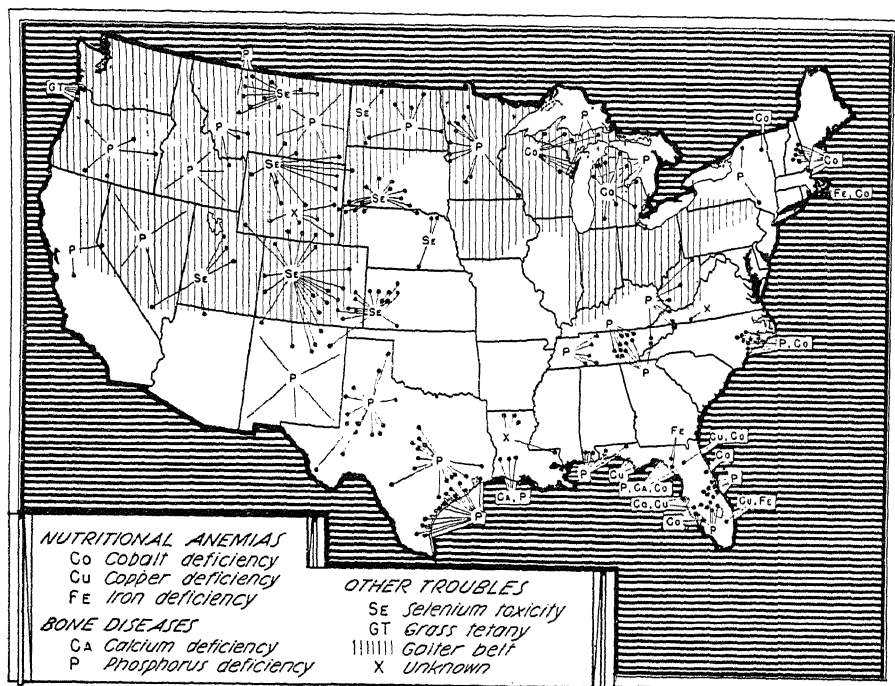 P
GT
SE
P
P
SE
P
P
P
CO
P
P
CO
CO
P
CO
FE, CO
P
SE
X
SE
SE
P
P
SE
SE
SE
P
X
P
P
P, CO
P
P
P
P
X
P
P
CA, P
P
FE
CU, CO
CO
CU
P, CA, CO
P
CO, CU
CU, FE
CO
P
NUTRITIONAL ANEMIAS
CO Cobalt deficiency
CU Copper deficiency
FE Iron deficiency
BONE DISEASES
CA Calcium deficiency
P Phosphorus deficiency
OTHER TROUBLES
SE Selenium toxicity
GT Grass tetany
Goiter belt
X Unknown